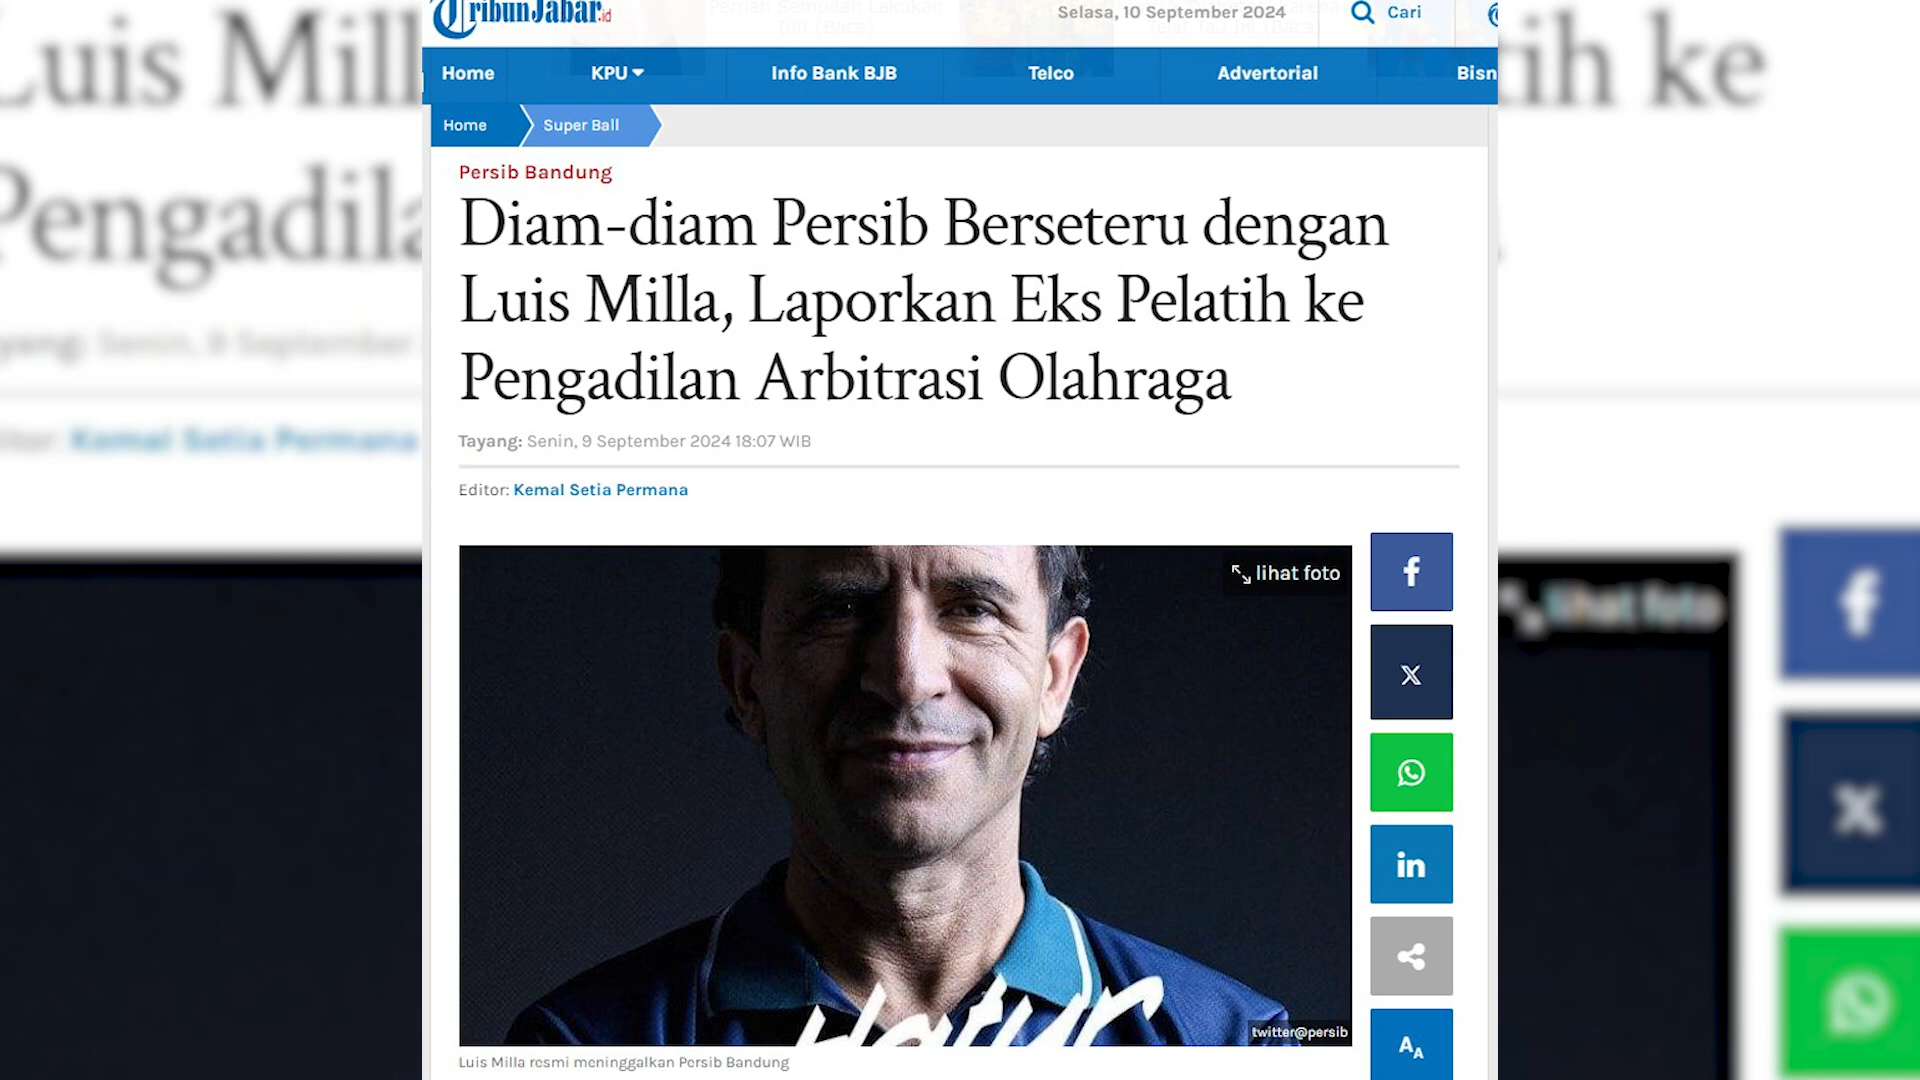 TribunJabar.id
Selasa, 10 September 2024
Cari
Home
KPU
Info Bank BJB
Telco
Advertorial
Bisn
Home
Super Ball
Persib Bandung
Diam-diam Persib Berseteru dengan
Luis Milla, Laporkan Eks Pelatih ke
Pengadilan Arbitrasi Olahraga
Tayang: Senin, 9 September 2024 18:07 WIB
Editor: Kemal Setia Permana
lihat foto
Hatur
twitter@persib
Luis Milla resmi meninggalkan Persib Bandung